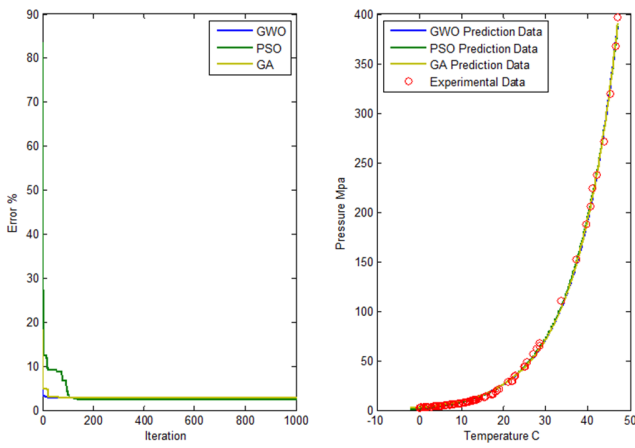 90
80
70
60
50
40
30
20
10
0
Error %
GWO
PSO
GA
0
200
400
600
800
1000
Iteration
400
350
300
250
200
150
100
50
0
Pressure Mpa
GWO Prediction Data
PSO Prediction Data
GA Prediction Data
Experimental Data
-10
0
10
20
30
40
50
Temperature C